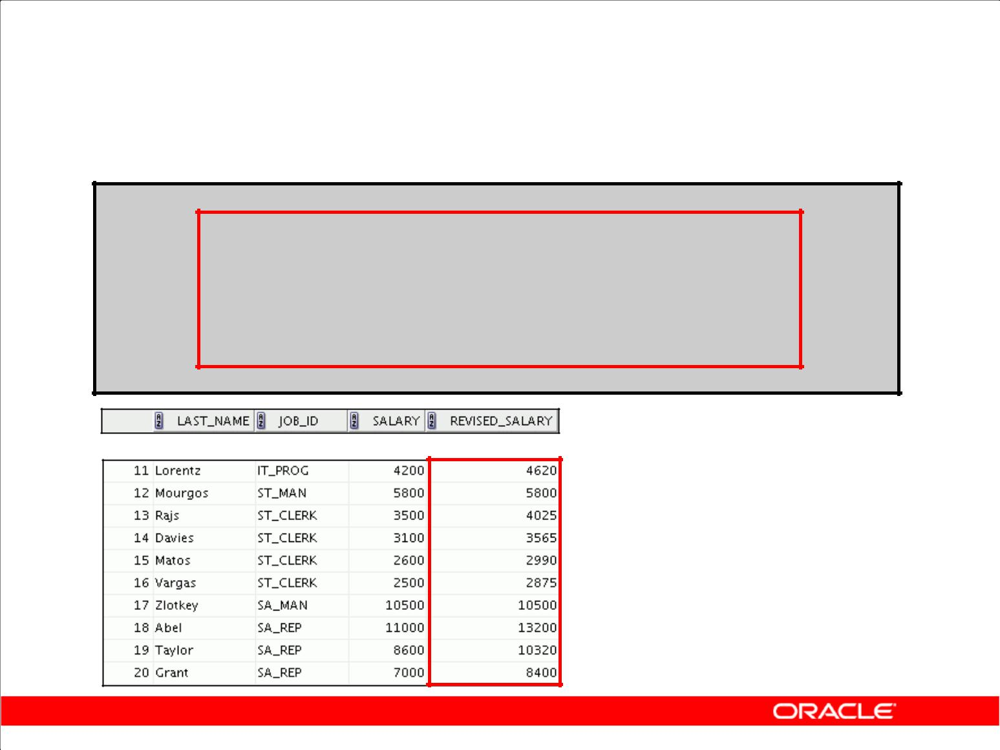 LAST_NAME JOB_ID SALARY REVISED_SALARY
11 Lorentz IT_PROG 4200 4620
12 Mourgos ST_MAN 5800 5800
13 Rajs ST_CLERK 3500 4025
14 Davies ST_CLERK 3100 3565
15 Matos ST_CLERK 2600 2990
16 Vargas ST_CLERK 2500 2875
17 Zlotkey SA_MAN 10500 10500
18 Abel SA_REP 11000 13200
19 Taylor SA_REP 8600 10320
20 Grant SA_REP 7000 8400
ORACLE